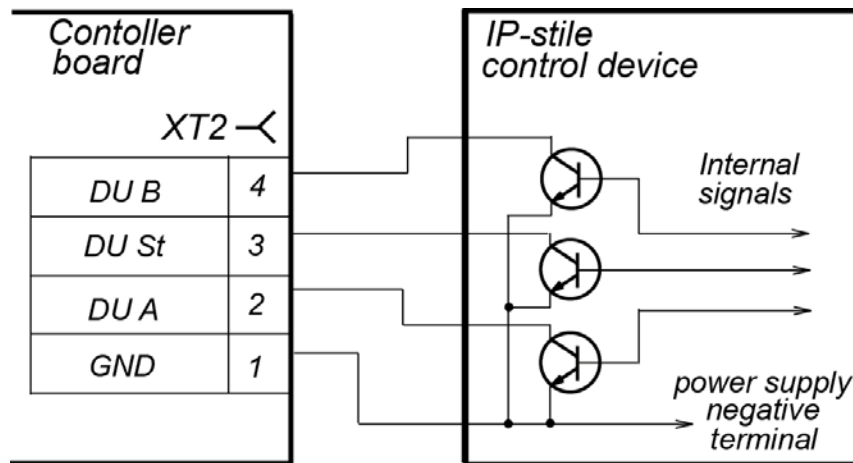 Contoller
board
XT2
DU B 4
DU St 3
DU A 2
GND 1
IP-stile
control device
Internal
signals
power supply
negative
terminal